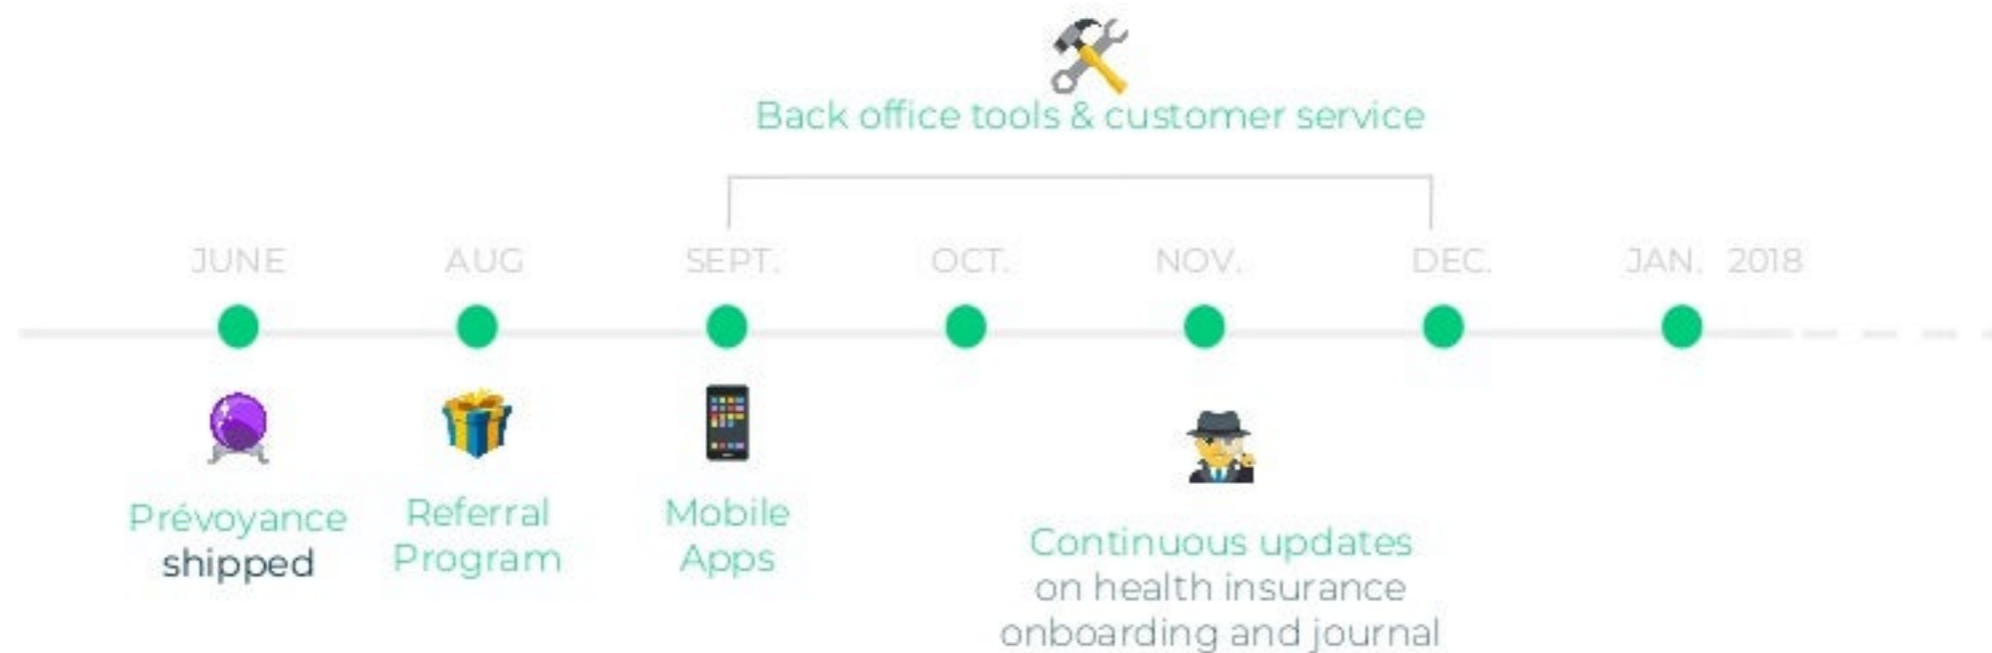 Back office tools & customer service
JUNE AUG SEPT. OCT. NOV. DEC. JAN. 2018
Prévoyance
shipped
Referral
Program
Mobile
Apps
Continuous updates
on health insurance
onboarding and journal